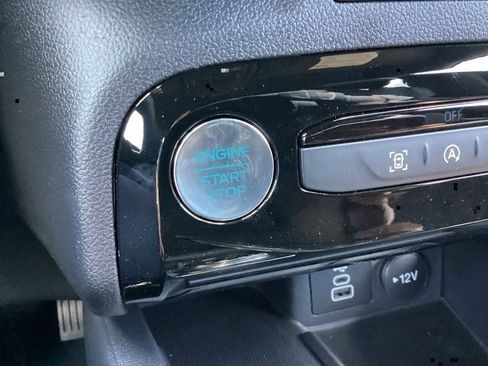 ENGINE
START
STOP
OFF
A
12V